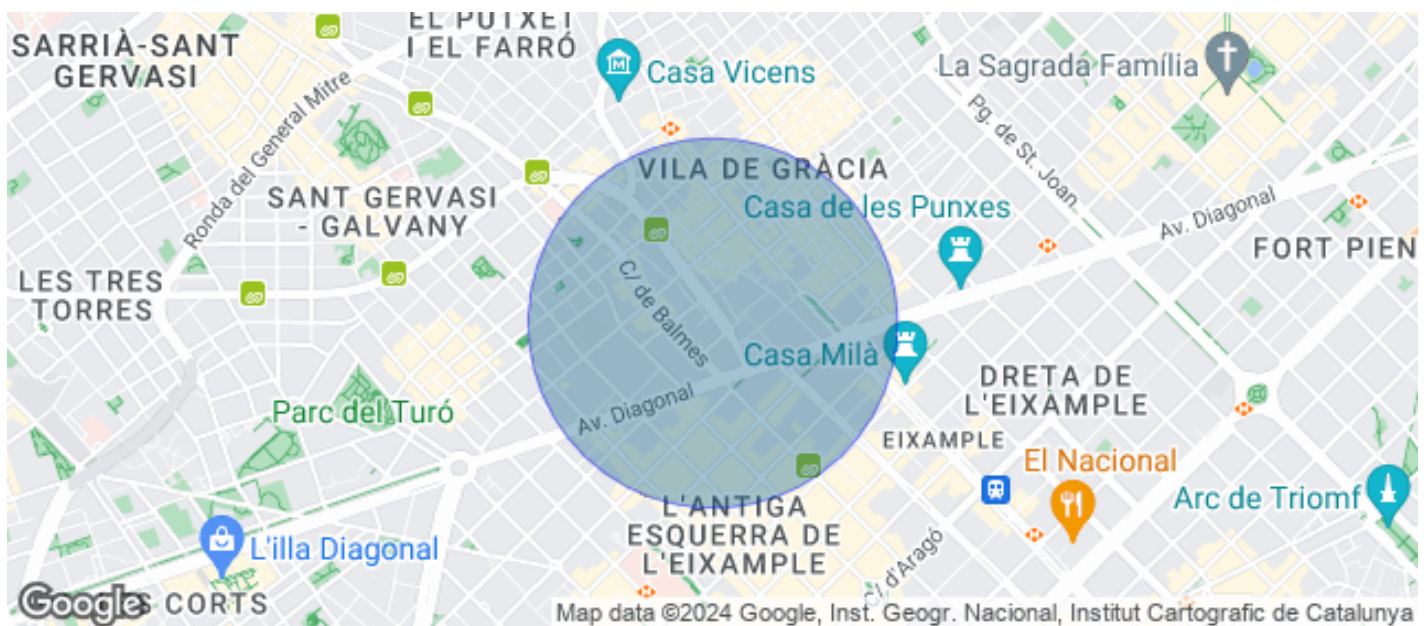 EL PUTXET
I EL FARRÓ
SARRIÀ-SANT
GERVASI
Casa Vicens
La Sagrada Família
Ronda del General Mitre
Pg. de St. Joan
VILA DE GRÀCIA
SANT GERVASI
- GALVANY
Casa de les Punxes
Av. Diagonal
FORT PIEN
LES TRES
TORRES
C/ de Balmes
Casa Milà
DRETA DE
L'EIXAMPLE
Parc del Turó
Av. Diagonal
EIXAMPLE
El Nacional
Arc de Triomf
L'ANTIGA
ESQUERRA DE
L'EIXAMPLE
C/ d'Aragó
L'illa Diagonal
Google
CORTS
Map data ©2024 Google, Inst. Geogr. Nacional, Institut Cartografic de Catalunya